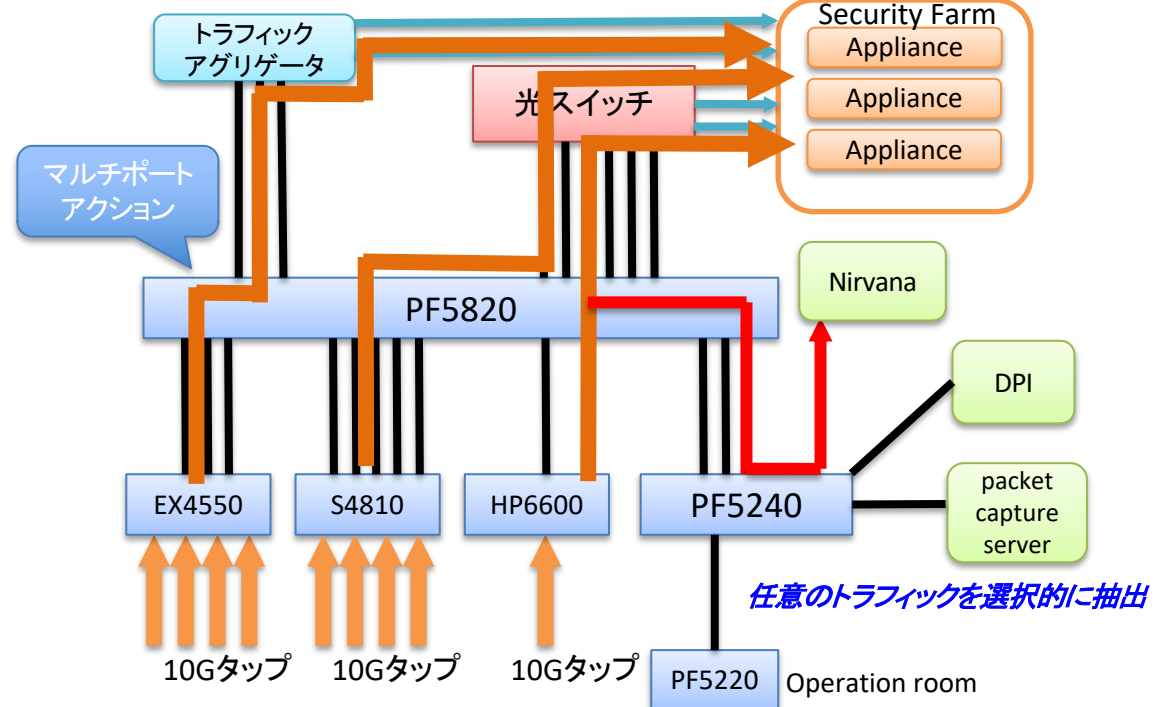 Security Farm
トラフィック
アグリゲータ
Appliance
光スイッチ
Appliance
Appliance
マルチポート
アクション
Nirvana
PF5820
DPI
EX4550
S4810
HP6600
PF5240
packet
capture
server
任意のトラフィックを選択的に抽出
10Gタップ
10Gタップ
10Gタップ
PF5220
Operation room